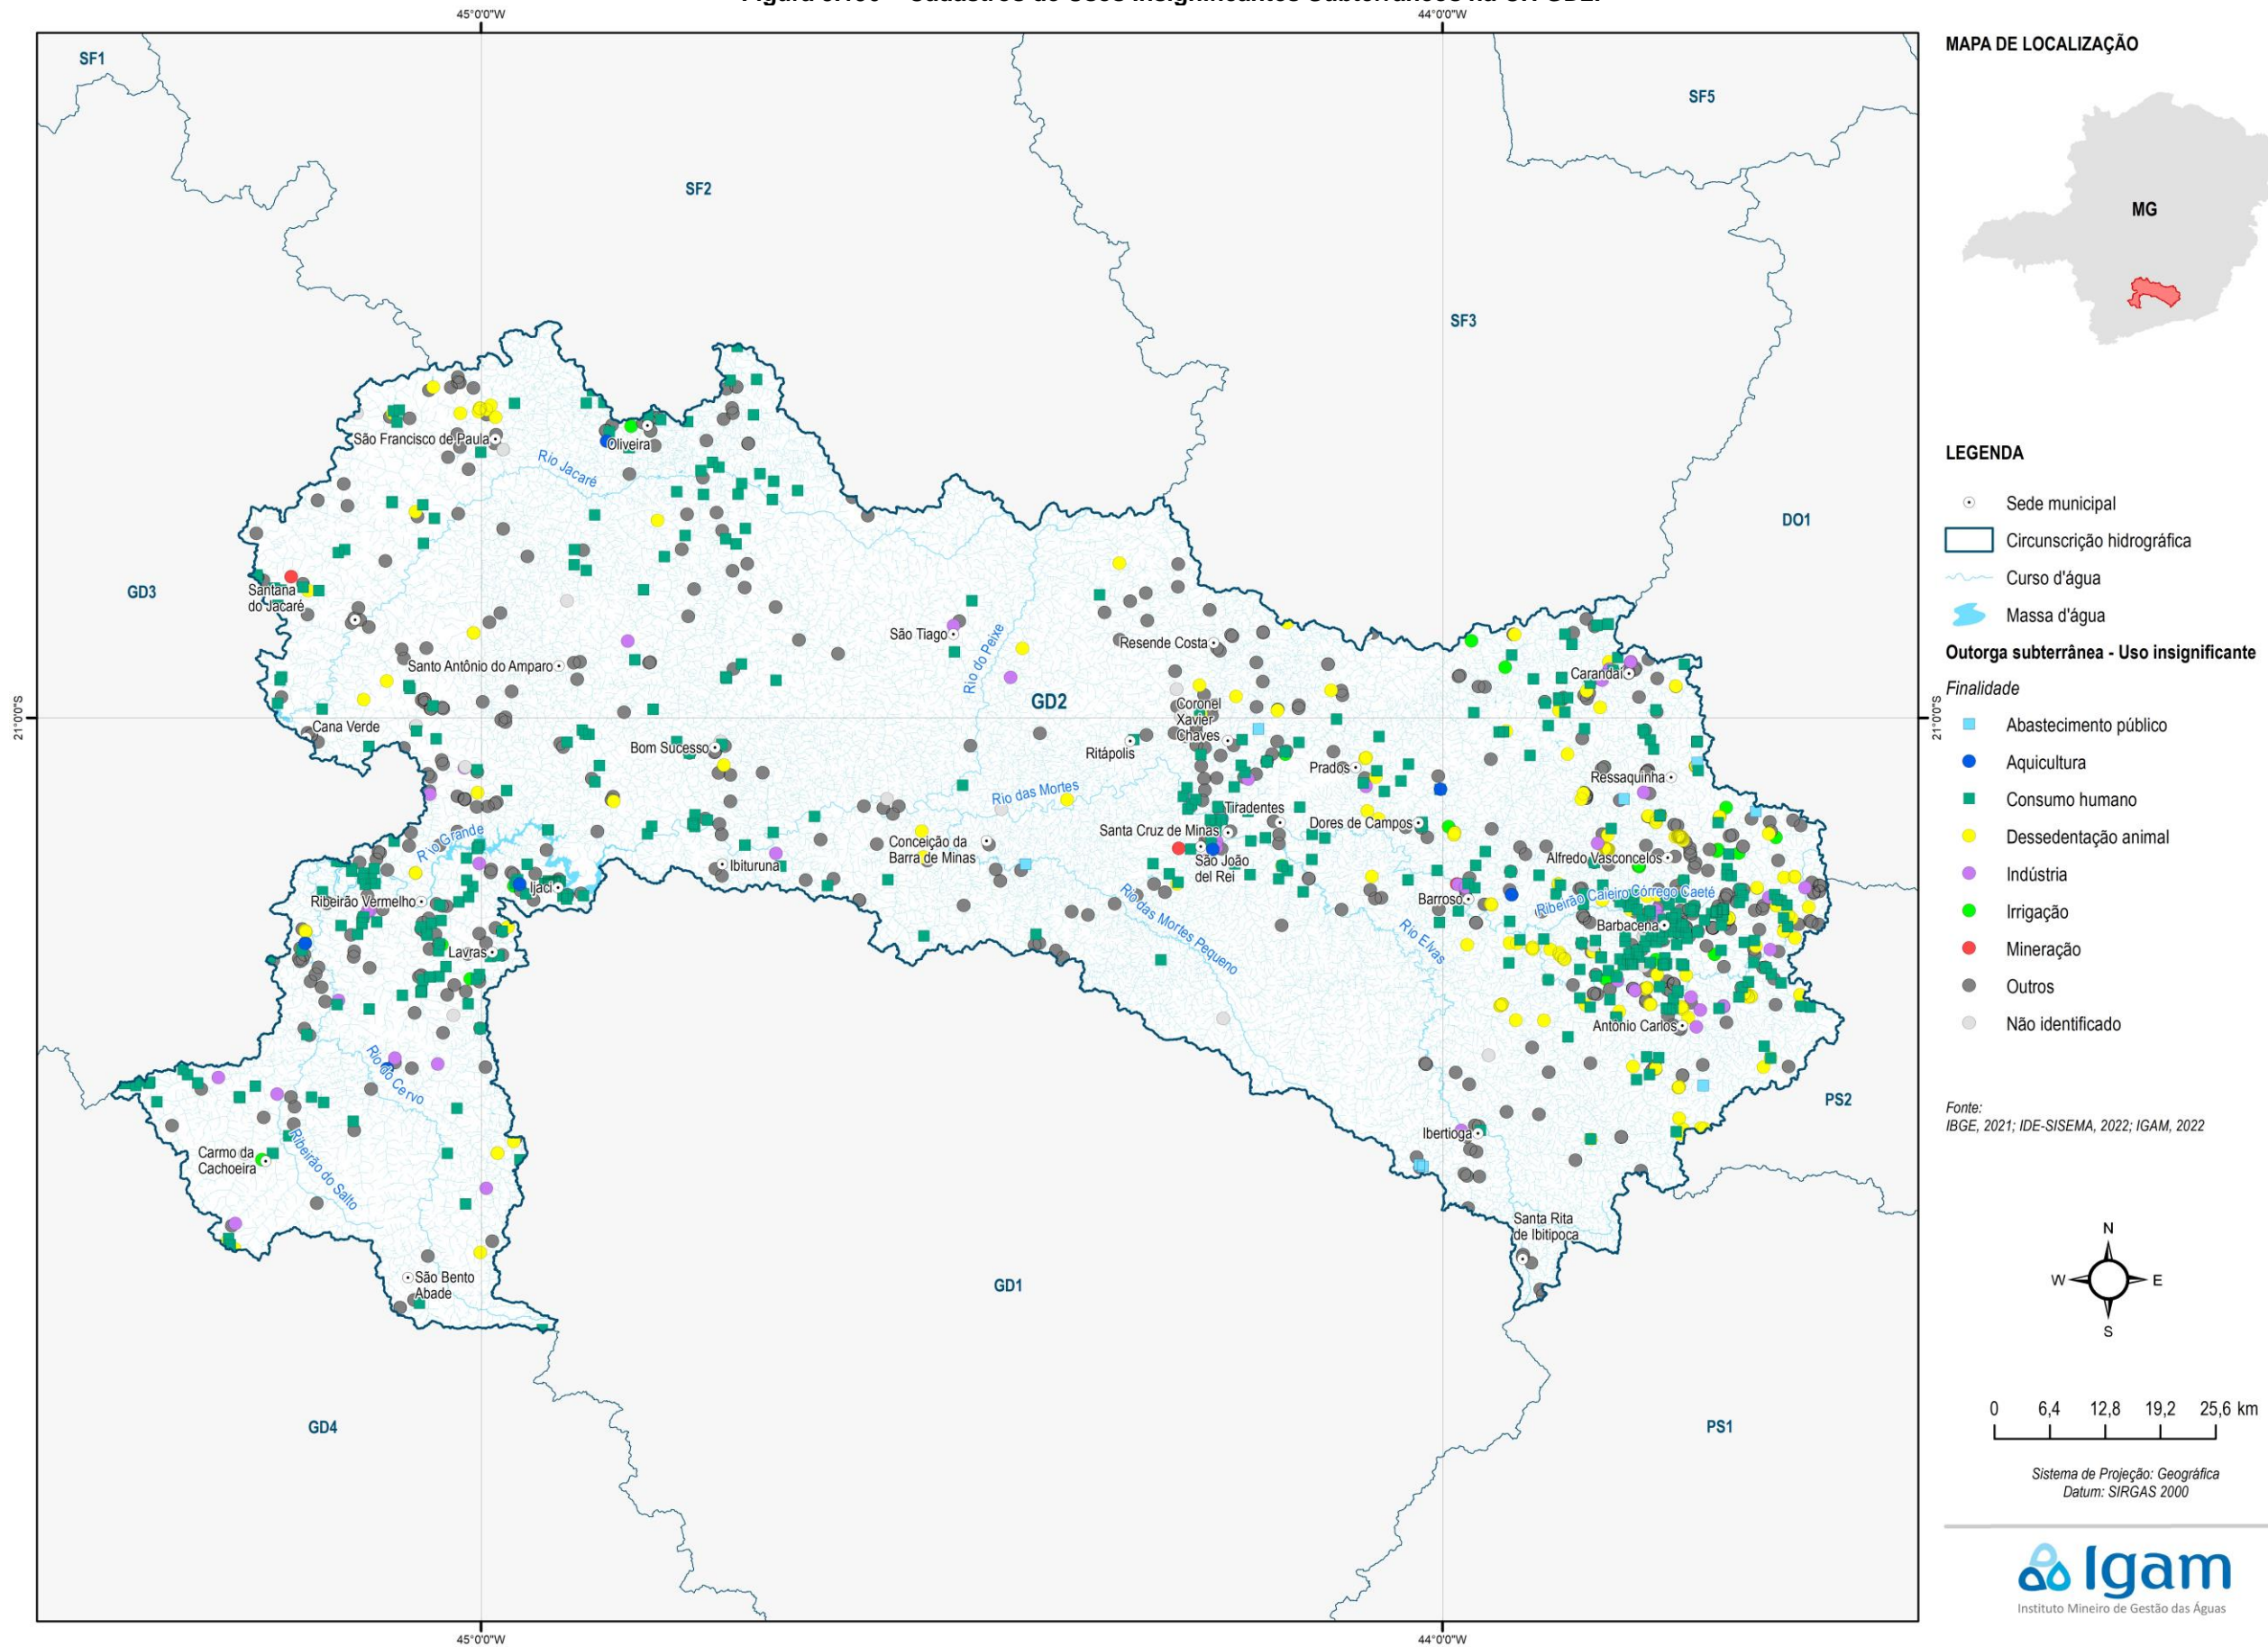 45°0'0"W
44°0'0"W
SF1
SF2
SF5
SF3
DO1
GD3
GD2
GD1
GD4
PS1
PS2
21°0'0"S
21°0'0"S
São Francisco de Paula
Oliveira
Rio Jacaré
Santana
do Jacaré
São Tiago
Rio do Peixe
Resende Costa
Santo Antônio do Amparo
Carandaí
Coronel
Xavier
Chaves
Cana Verde
Bom Sucesso
Ritápolis
Prados
Ressaquinha
Rio das Mortes
Tiradentes
Santa Cruz de Minas
Dores de Campos
Rio Grande
Conceição da
Barra de Minas
São João
del Rei
Alfredo Vasconcelos
Ibituruna
Ijaci
Ribeirão Vermelho
Barroso
Ribeirão Caieiro
Córrego Caeté
Barbacena
Rio das Mortes Pequeno
Rio Elvas
Lavras
Antônio Carlos
Rio do Cervo
Ibertioga
Carmo da
Cachoeira
Ribeirão do Salto
Santa Rita
de Ibitipoca
São Bento
Abade
45°0'0"W
44°0'0"W
MAPA DE LOCALIZAÇÃO
MG
LEGENDA
Sede municipal
Circunscrição hidrográfica
Curso d'água
Massa d'água
Outorga subterrânea - Uso insignificante
Finalidade
Abastecimento público
Aquicultura
Consumo humano
Dessedentação animal
Indústria
Irrigação
Mineração
Outros
Não identificado
Fonte:
IBGE, 2021; IDE-SISEMA, 2022; IGAM, 2022
N
W E
S
0 6,4 12,8 19,2 25,6 km
Sistema de Projeção: Geográfica
Datum: SIRGAS 2000
Igam
Instituto Mineiro de Gestão das Águas